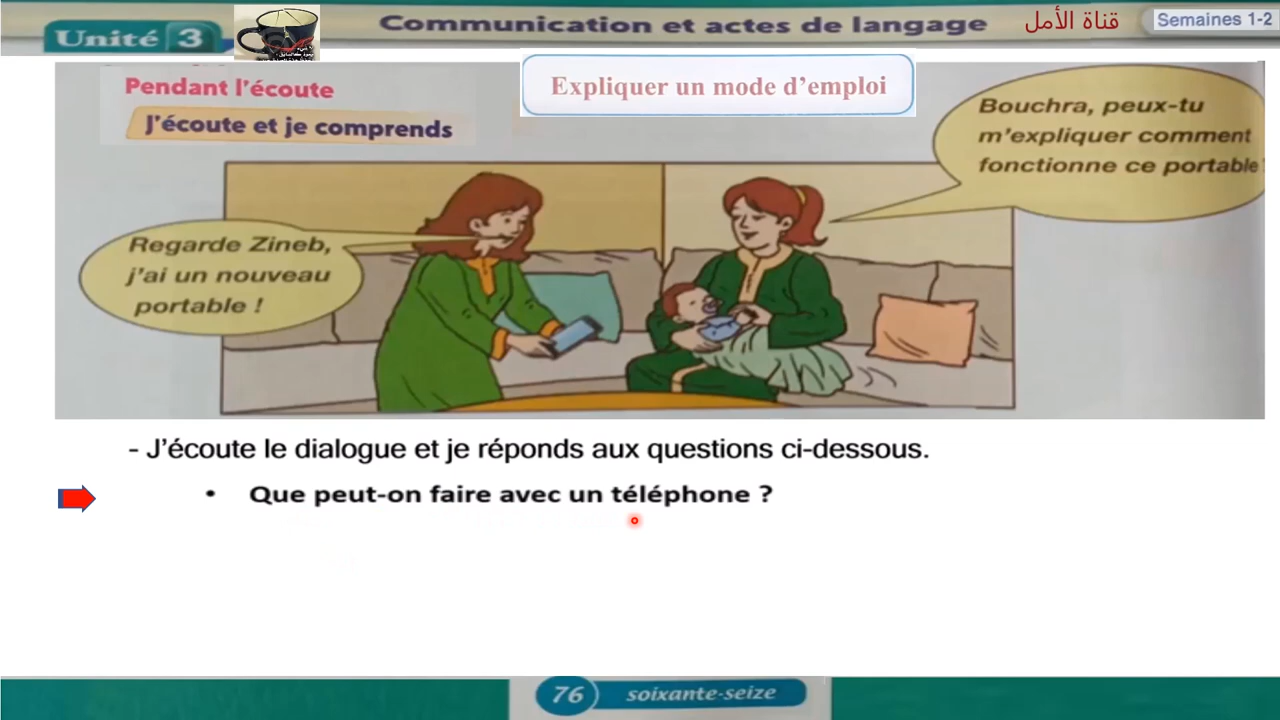 Unité 3
Communication et actes de langage
قناة الأمل
Semaines 1-2
Pendant l'écoute
J'écoute et je comprends
Expliquer un mode d'emploi
Bouchra, peux-tu
m'expliquer comment
fonctionne ce portable
Regarde Zineb,
j'ai un nouveau
portable !
- J'écoute le dialogue et je réponds aux questions ci-dessous.
• Que peut-on faire avec un téléphone ?
76 soixante-seize